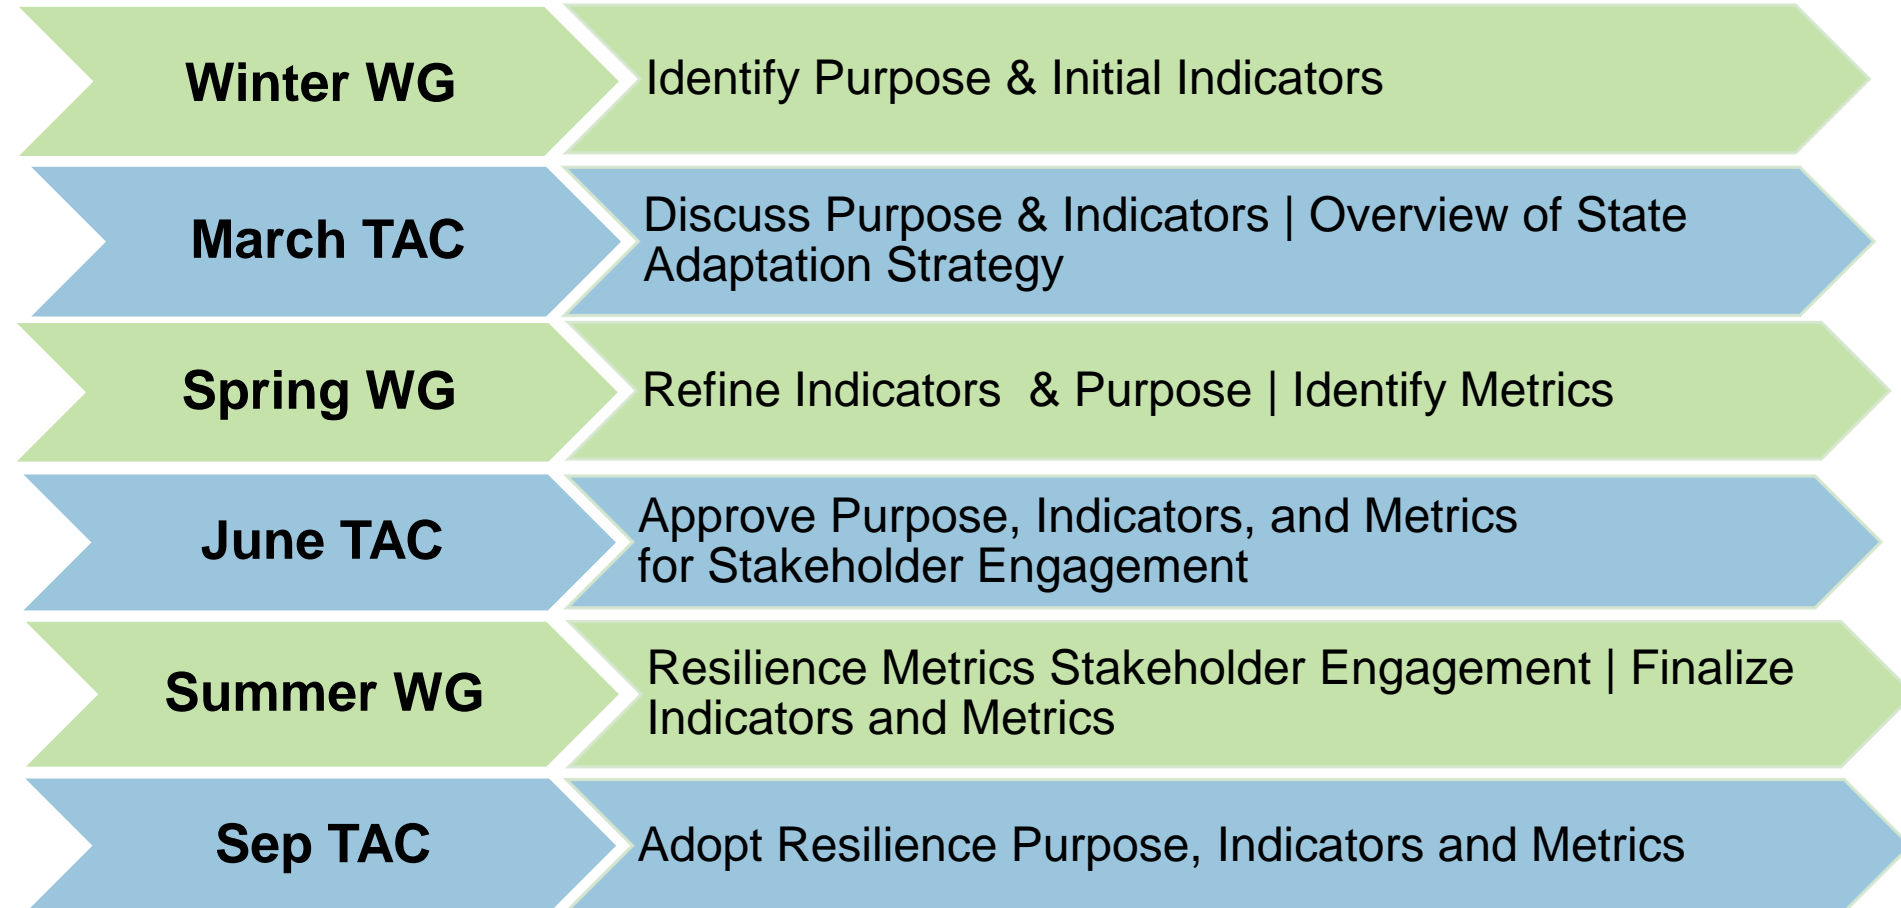 Winter WG
Identify Purpose & Initial Indicators
March TAC
Discuss Purpose & Indicators | Overview of State
Adaptation Strategy
Spring WG
Refine Indicators  & Purpose | Identify Metrics
June TAC
Approve Purpose, Indicators, and Metrics
for Stakeholder Engagement
Summer WG
Resilience Metrics Stakeholder Engagement | Finalize
Indicators and Metrics
Sep TAC
Adopt Resilience Purpose, Indicators and Metrics